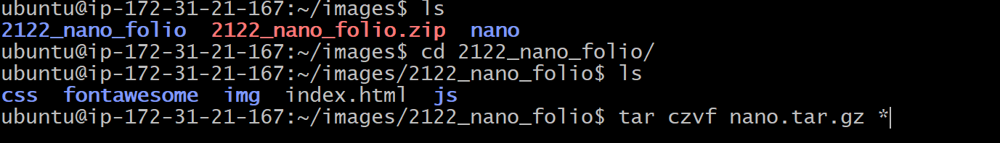 ubuntu@ip-172-31-21-167:~/images$ ls
2122_nano_folio  2122_nano_folio.zip  nano
ubuntu@ip-172-31-21-167:~/images$ cd 2122_nano_folio/
ubuntu@ip-172-31-21-167:~/images/2122_nano_folio$ ls
css  fontawesome  img  index.html  js
ubuntu@ip-172-31-21-167:~/images/2122_nano_folio$ tar czvf nano.tar.gz *